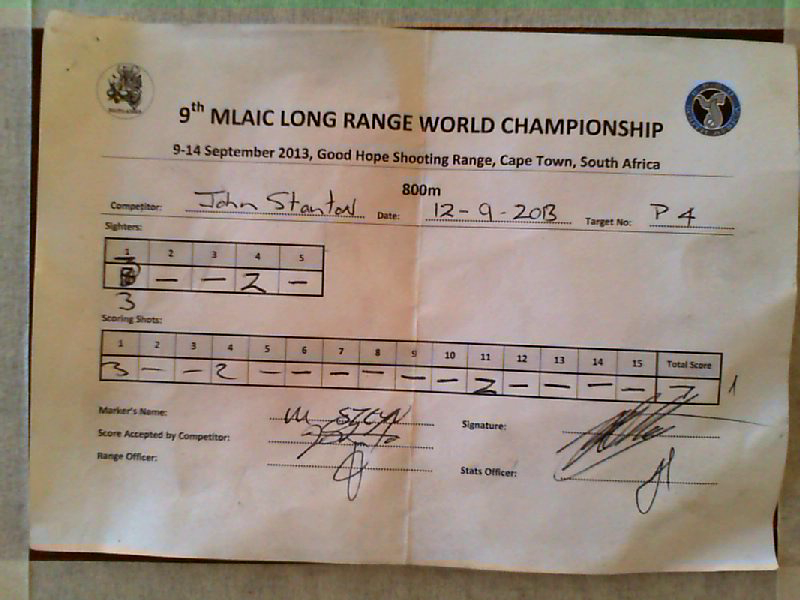 9th MLAIC LONG RANGE WORLD CHAMPIONSHIP
9-14 September 2013, Good Hope Shooting Range, Cape Town, South Africa
800m
Competitor: John Stanton Date: 12-9-2013 Target No: P 4
Sighters:
1 2 3 4 5
— — 2 —
3
Scoring Shots:
1 2 3 4 5 6 7 8 9 10 11 12 13 14 15 Total Score
3 — — 2 — — — — — — 2 — — — — 7
Marker's Name:
Signature:
Score Accepted by Competitor:
Range Officer:
Stats Officer: